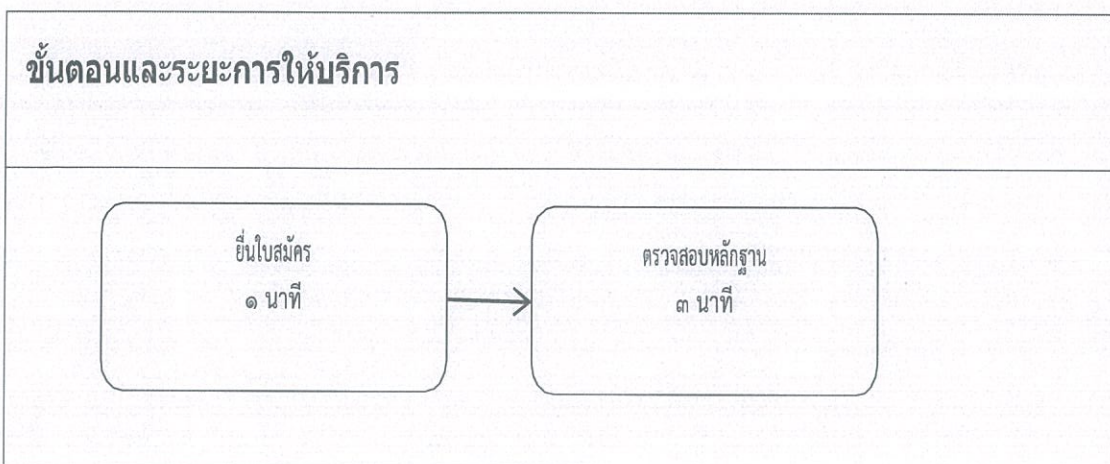 ขั้นตอนและระยะการให้บริการ
ยื่นใบสมัคร
๑ นาที
ตรวจสอบหลักฐาน
๓ นาที